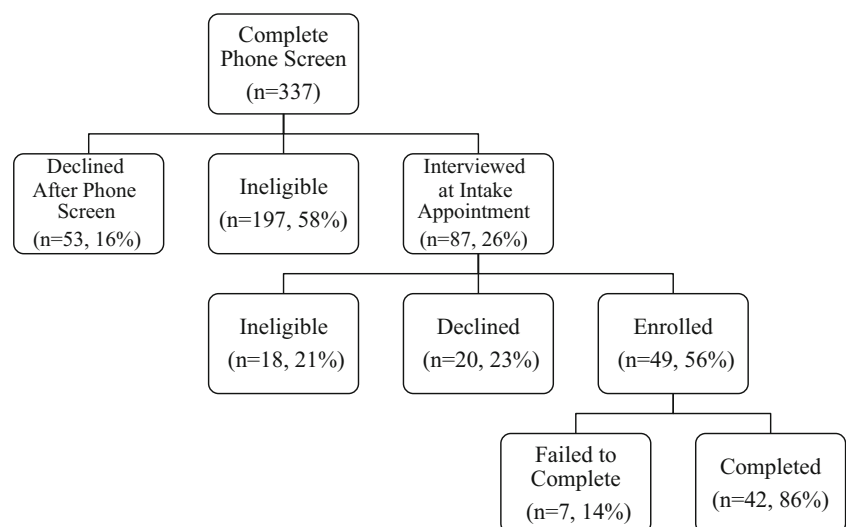 Complete
Phone Screen
(n=337)
Declined
After Phone
Screen
(n=53, 16%)
Ineligible
(n=197, 58%)
Interviewed
at Intake
Appointment
(n=87, 26%)
Ineligible
(n=18, 21%)
Declined
(n=20, 23%)
Enrolled
(n=49, 56%)
Failed to
Complete
(n=7, 14%)
Completed
(n=42, 86%)